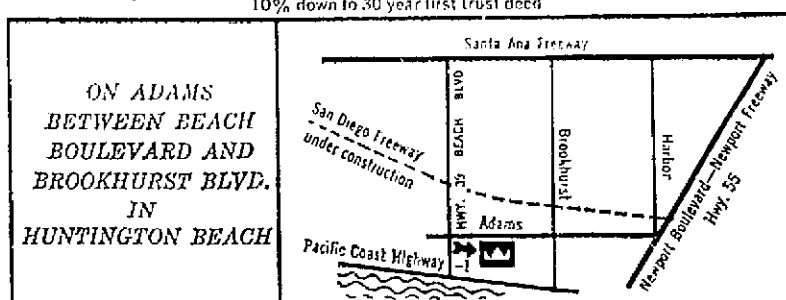 10% down to 30 year first trust deed
ON ADAMS
BETWEEN BEACH
BOULEVARD AND
BROOKHURST BLVD.
IN
HUNTINGTON BEACH
Santa Ana Freeway
San Diego Freeway
under construction
HWY. 39 BEACH BLVD
Brookhurst
Harbor
Newport Boulevard—Newport Freeway
Hwy. 55
Adams
Pacific Coast Highway